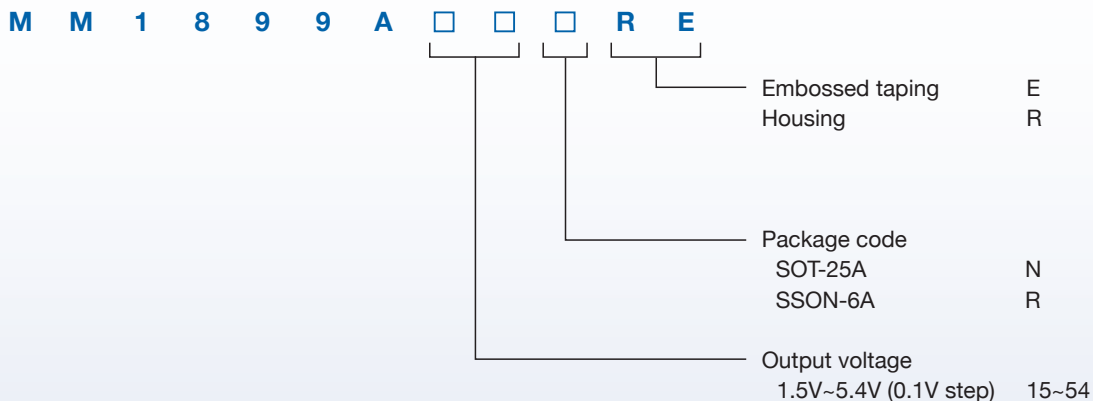 M M 1 8 9 9 A □ □ □ R E
Embossed taping E
Housing R
Package code
SOT-25A N
SSON-6A R
Output voltage
1.5V~5.4V (0.1V step) 15~54